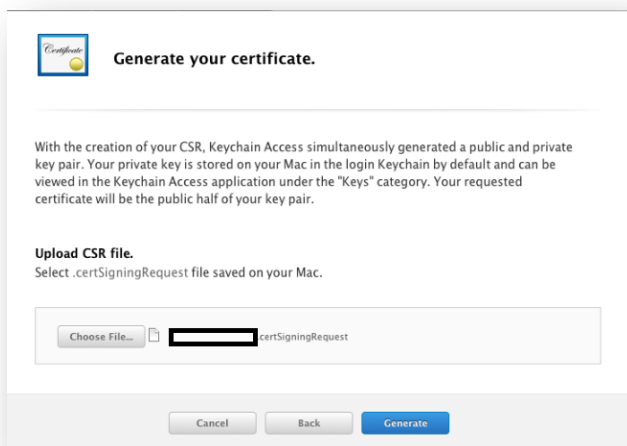 Certificate
Generate your certificate.
With the creation of your CSR, Keychain Access simultaneously generated a public and private
key pair. Your private key is stored on your Mac in the login Keychain by default and can be
viewed in the Keychain Access application under the "Keys" category. Your requested
certificate will be the public half of your key pair.
Upload CSR file.
Select .certSigningRequest file saved on your Mac.
Choose File... .certSigningRequest
Cancel Back Generate